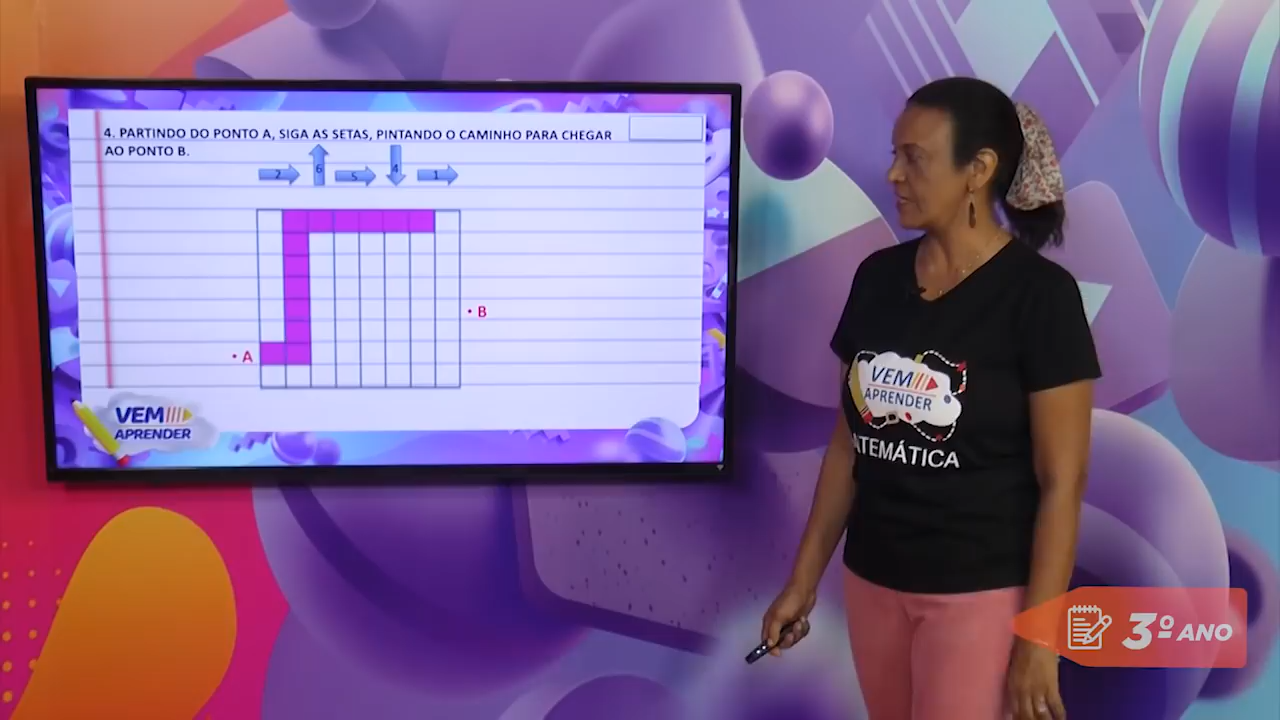 4. PARTINDO DO PONTO A, SIGA AS SETAS, PINTANDO O CAMINHO PARA CHEGAR
AO PONTO B.
2 6 5 4 1
• B
• A
VEM
APRENDER
VEM
APRENDER
ATEMÁTICA
3º ANO